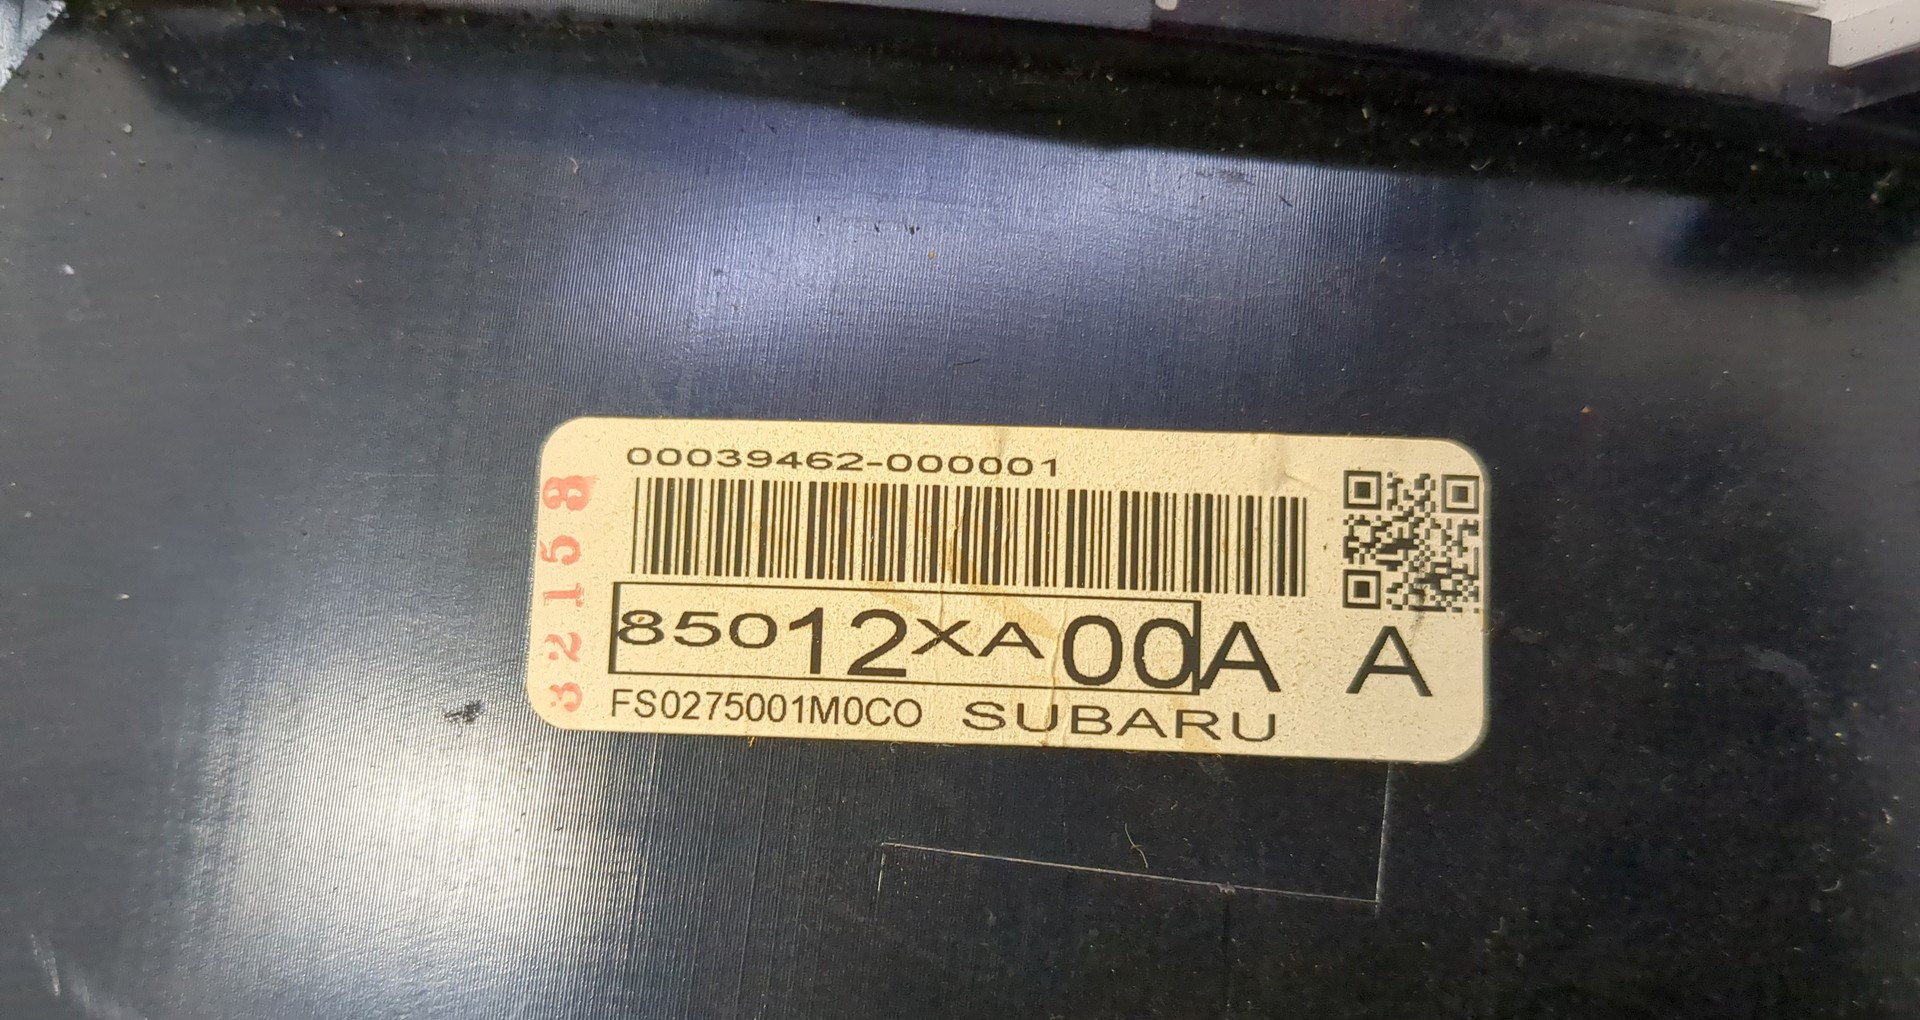 00039462-000001
85012XA00A A
FS0275001M0CO SUBARU
32158